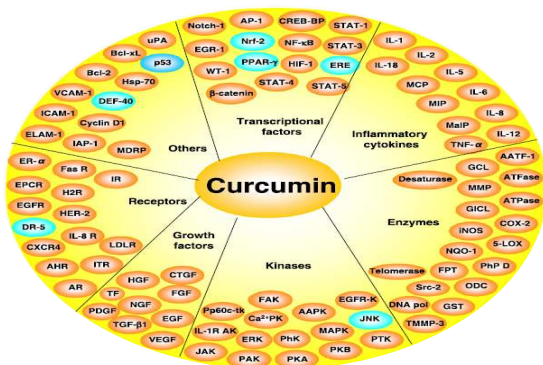 Curcumin
Transcriptional factors
Notch-1
AP-1
CREB-BP
STAT-1
EGR-1
Nrf-2
NF-κB
STAT-3
WT-1
PPAR-γ
HIF-1
ERE
β-catenin
STAT-4
STAT-5
Inflammatory cytokines
IL-1
IL-2
IL-18
IL-5
MCP
IL-6
MIP
IL-8
MaIP
IL-12
TNF-α
Enzymes
AATF-1
GCL
Desaturase
ATFase
MMP
ATPase
GICL
COX-2
iNOS
5-LOX
NGO-1
PhP D
Telomerase
FPT
ODC
Src-2
GST
DNA pol
TMMP-3
Kinases
FAK
EGFR-K
Pp60c-tk
Ca²⁺PK
AAPK
JNK
IL-1R AK
ERK
PhK
MAPK
PTK
JAK
PAK
PKA
PKB
Growth factors
CTGF
HGF
FGF
TF
NGF
PDGF
EGF
TGF-β1
VEGF
Receptors
ER-α
Fas R
IR
EPCR
H2R
EGFR
HER-2
DR-5
IL-8 R
CXCR4
LDLR
AHR
ITR
AR
Others
uPA
Bcl-xL
p53
Bcl-2
Hsp-70
VCAM-1
DEF-40
ICAM-1
Cyclin D1
ELAM-1
IAP-1
MDRP